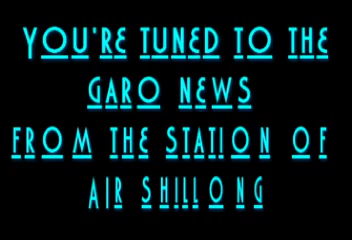 YOU'RE TUNED TO THE
GARO NEWS
FROM THE STATION OF
AIR SHILLONG